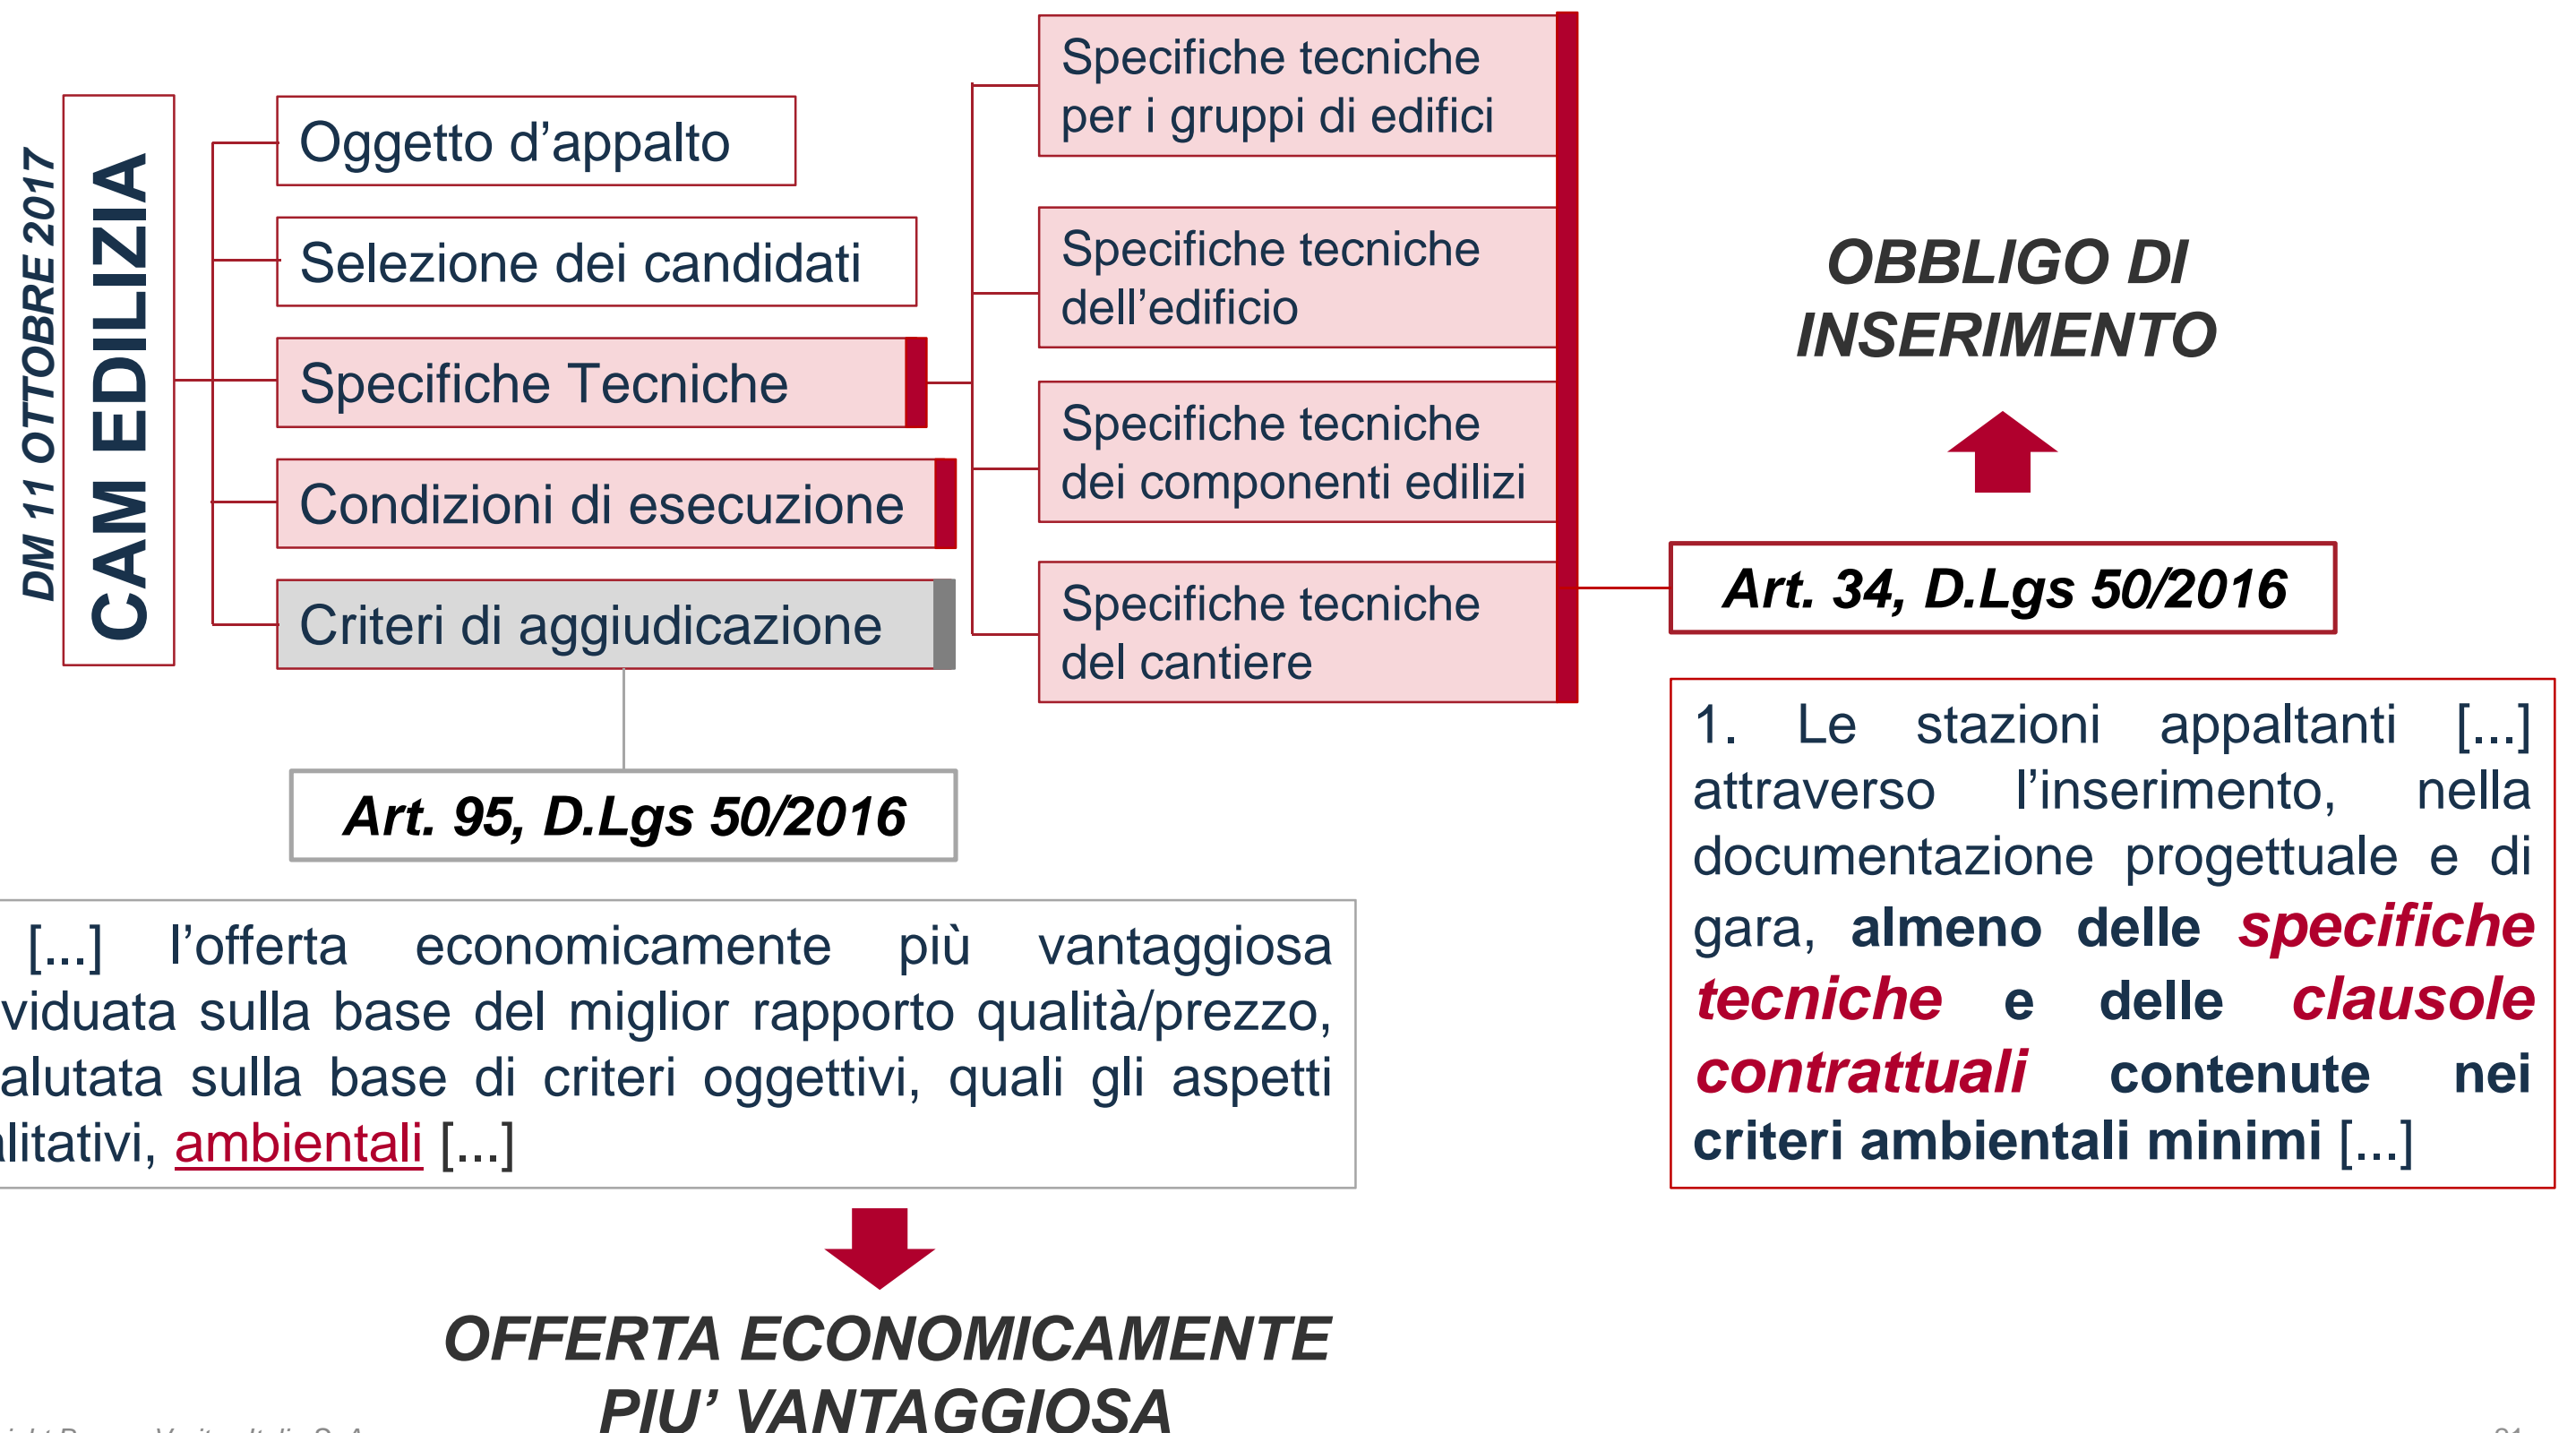 DM 11 OTTOBRE 2017
CAM EDILIZIA
Oggetto d’appalto
Selezione dei candidati
Specifiche Tecniche
Condizioni di esecuzione
Criteri di aggiudicazione
Specifiche tecniche
per i gruppi di edifici
Specifiche tecniche
dell’edificio
Specifiche tecniche
dei componenti edilizi
Specifiche tecniche
del cantiere
OBBLIGO DI
INSERIMENTO
Art. 34, D.Lgs 50/2016
1. Le stazioni appaltanti [...]
attraverso l’inserimento, nella
documentazione progettuale e di
gara, almeno delle specifiche
tecniche e delle clausole
contrattuali contenute nei
criteri ambientali minimi [...]
Art. 95, D.Lgs 50/2016
[...] l’offerta economicamente più vantaggiosa
viduata sulla base del miglior rapporto qualità/prezzo,
alutata sulla base di criteri oggettivi, quali gli aspetti
litativi, ambientali [...]
OFFERTA ECONOMICAMENTE
PIU’ VANTAGGIOSA